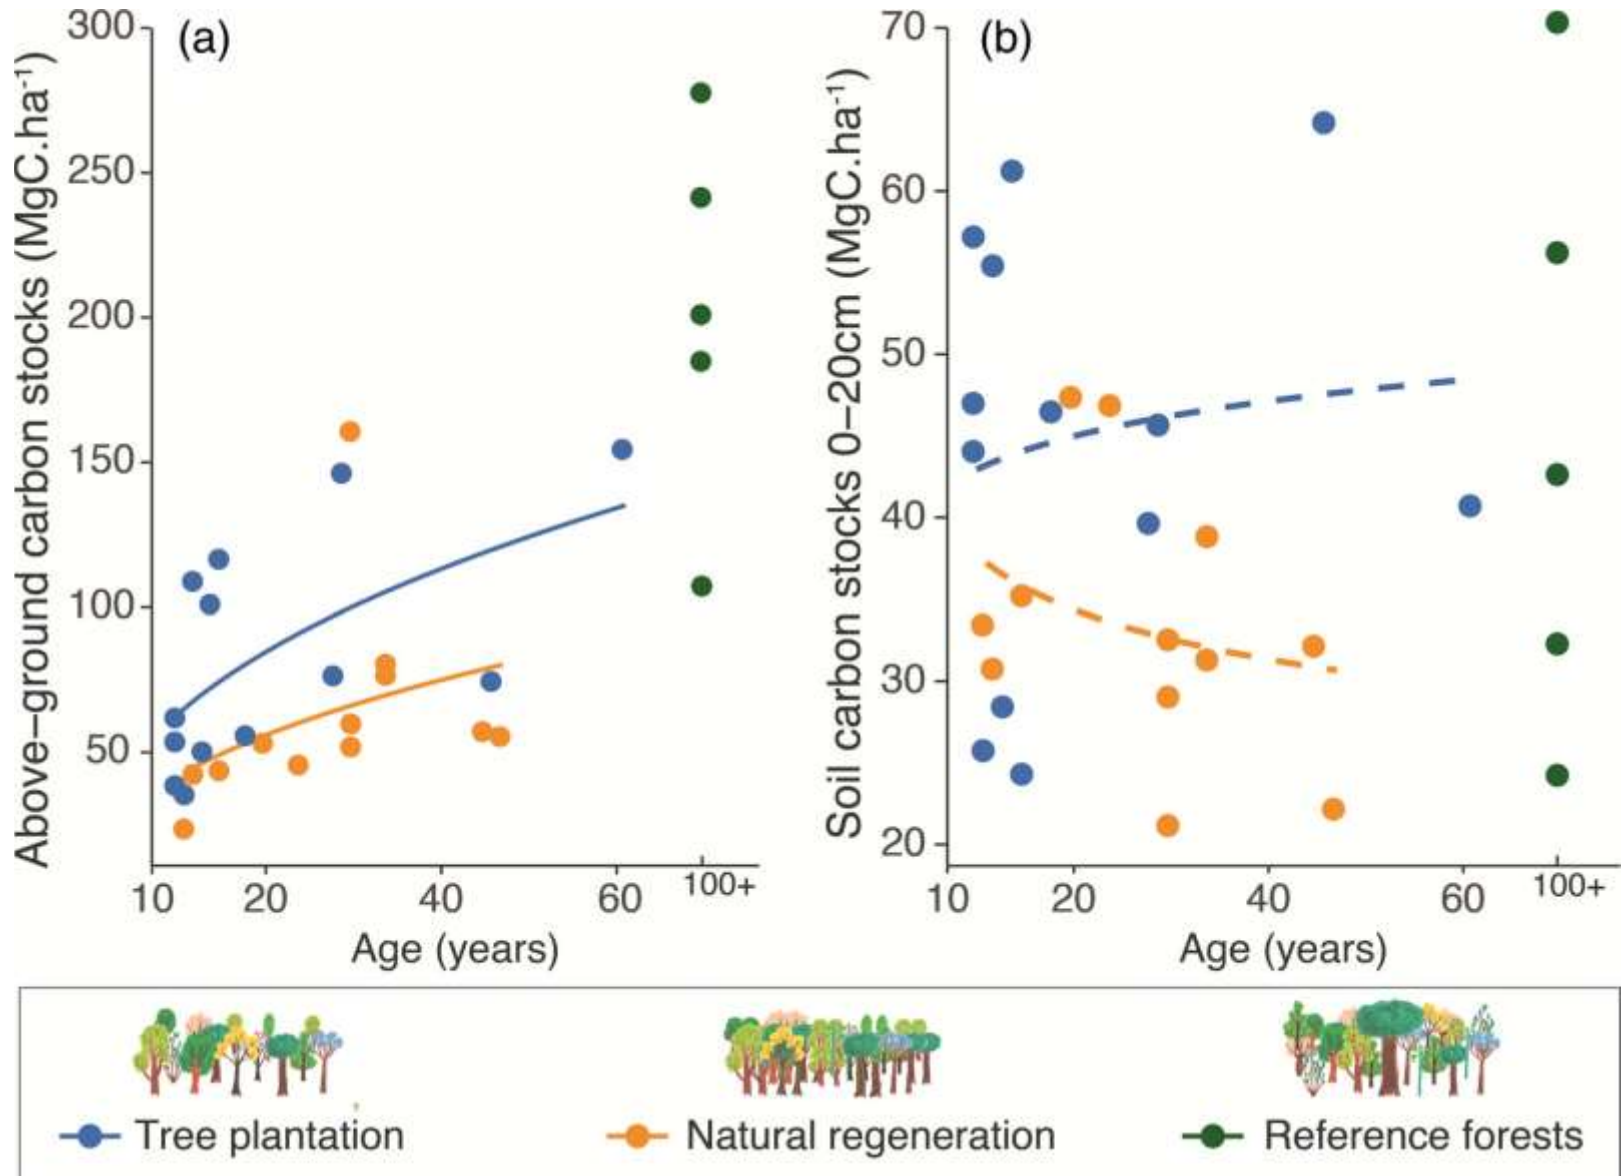 (a)
Above–ground carbon stocks (MgC.ha⁻¹)
300
250
200
150
100
50
10 20 40 60 100+
Age (years)
(b)
Soil carbon stocks 0–20cm (MgC.ha⁻¹)
70
60
50
40
30
20
10 20 40 60 100+
Age (years)
Tree plantation Natural regeneration Reference forests